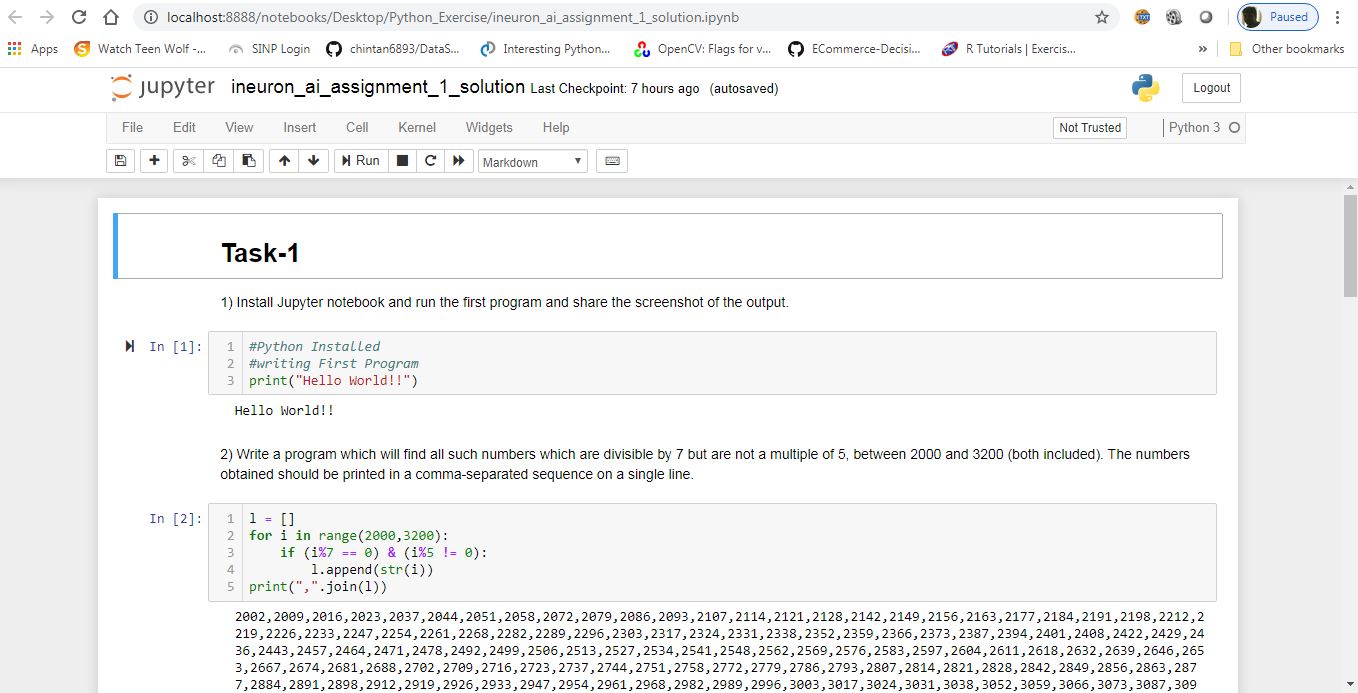 localhost:8888/notebooks/Desktop/Python_Exercise/ineuron_ai_assignment_1_solution.ipynb
Paused
Apps
Watch Teen Wolf -...
SINP Login
chintan6893/DataS...
Interesting Python...
OpenCV: Flags for v...
ECommerce-Decisi...
R Tutorials | Exercis...
»
Other bookmarks
jupyter ineuron_ai_assignment_1_solution Last Checkpoint: 7 hours ago (autosaved)
Logout
File Edit View Insert Cell Kernel Widgets Help
Not Trusted
Python 3
Run
Markdown
Task-1
1) Install Jupyter notebook and run the first program and share the screenshot of the output.
In [1]:
1 #Python Installed
2 #writing First Program
3 print("Hello World!!")
Hello World!!
2) Write a program which will find all such numbers which are divisible by 7 but are not a multiple of 5, between 2000 and 3200 (both included). The numbers
obtained should be printed in a comma-separated sequence on a single line.
In [2]:
1 l = []
2 for i in range(2000,3200):
3     if (i%7 == 0) & (i%5 != 0):
4         l.append(str(i))
5 print(",".join(l))
2002,2009,2016,2023,2037,2044,2051,2058,2072,2079,2086,2093,2107,2114,2121,2128,2142,2149,2156,2163,2177,2184,2191,2198,2212,2
219,2226,2233,2247,2254,2261,2268,2282,2289,2296,2303,2317,2324,2331,2338,2352,2359,2366,2373,2387,2394,2401,2408,2422,2429,24
36,2443,2457,2464,2471,2478,2492,2499,2506,2513,2527,2534,2541,2548,2562,2569,2576,2583,2597,2604,2611,2618,2632,2639,2646,265
3,2667,2674,2681,2688,2702,2709,2716,2723,2737,2744,2751,2758,2772,2779,2786,2793,2807,2814,2821,2828,2842,2849,2856,2863,287
7,2884,2891,2898,2912,2919,2926,2933,2947,2954,2961,2968,2982,2989,2996,3003,3017,3024,3031,3038,3052,3059,3066,3073,3087,309